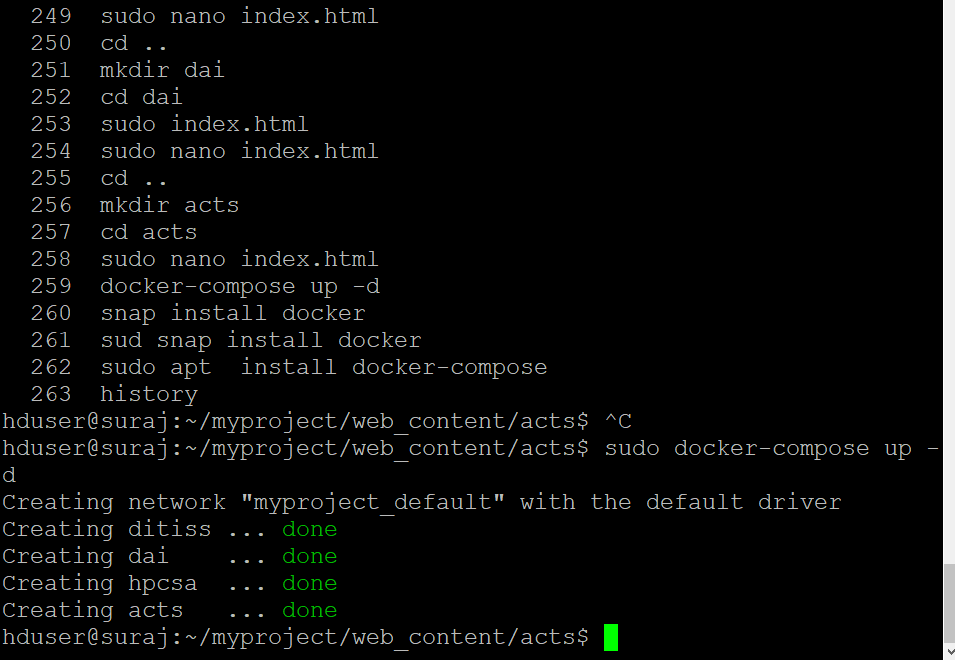 249  sudo nano index.html
250  cd ..
251  mkdir dai
252  cd dai
253  sudo index.html
254  sudo nano index.html
255  cd ..
256  mkdir acts
257  cd acts
258  sudo nano index.html
259  docker-compose up -d
260  snap install docker
261  sud snap install docker
262  sudo apt  install docker-compose
263  history
hduser@suraj:~/myproject/web_content/acts$ ^C
hduser@suraj:~/myproject/web_content/acts$ sudo docker-compose up -
d
Creating network "myproject_default" with the default driver
Creating ditiss ... done
Creating dai    ... done
Creating hpcsa  ... done
Creating acts   ... done
hduser@suraj:~/myproject/web_content/acts$